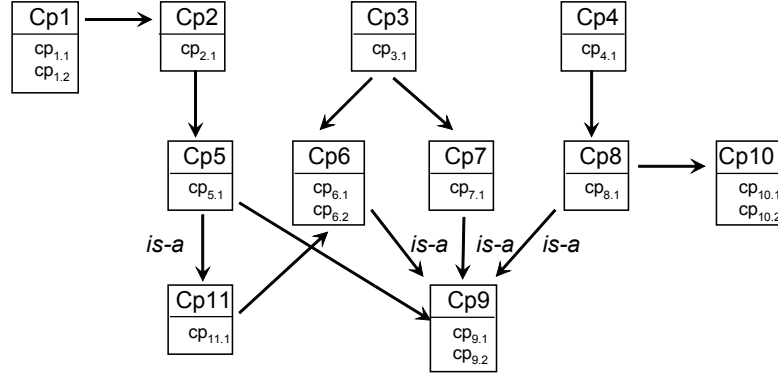 Cp1
cp1.1
cp1.2
Cp2
cp2.1
Cp3
cp3.1
Cp4
cp4.1
Cp5
cp5.1
Cp6
cp6.1
cp6.2
Cp7
cp7.1
Cp8
cp8.1
Cp10
cp10.1
cp10.2
is-a
is-a
is-a
is-a
Cp11
cp11.1
Cp9
cp9.1
cp9.2